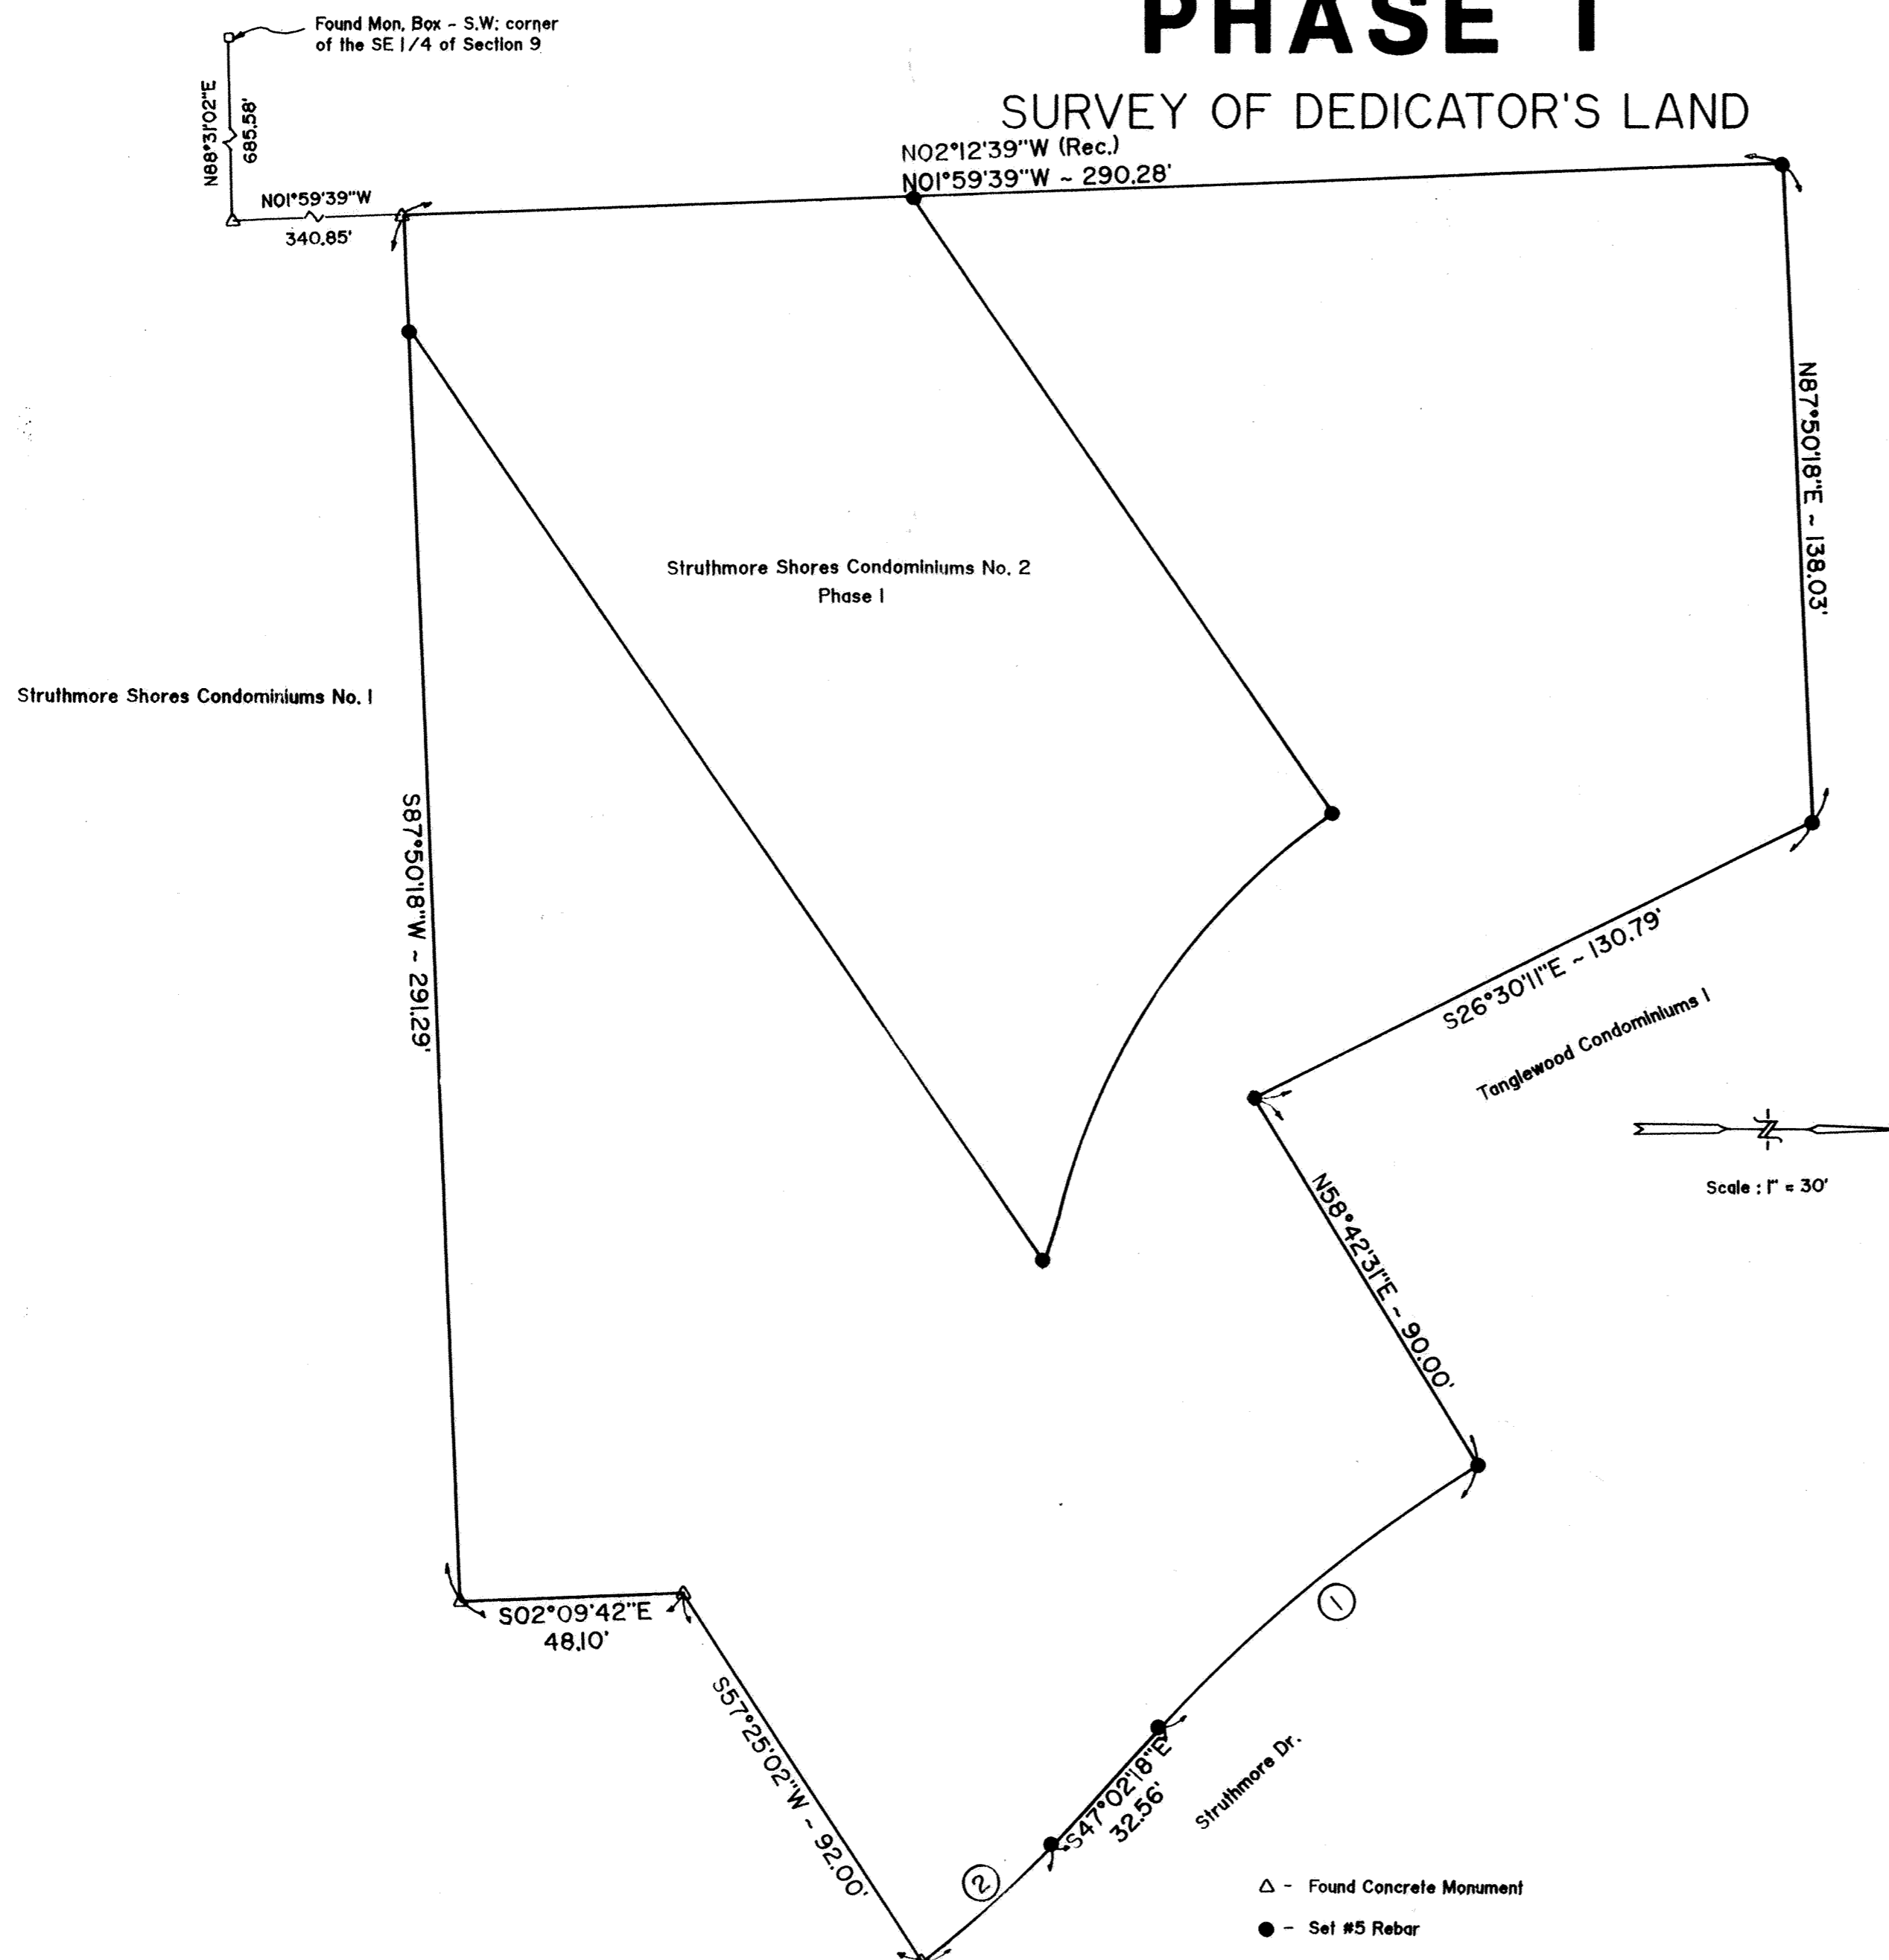 PHASE I
SURVEY OF DEDICATOR'S LAND
Found Mon. Box - S.W. corner
of the SE 1/4 of Section 9
N88°31'02"E
685.58'
N01°59'39"W
340.85'
N02°12'39"W (Rec.)
N01°59'39"W ~ 290.28'
N87°50'18"E ~ 138.03'
Struthmore Shores Condominiums No. 2
Phase I
Struthmore Shores Condominiums No. I
S87°50'18"W ~ 291.29'
S26°30'11"E ~ 130.79'
Tanglewood Condominiums I
Scale : 1" = 30'
N58°42'31"E ~ 90.00'
1
S02°09'42"E
48.10'
S57°25'02"W ~ 92.00'
S47°02'18"E
32.56'
Struthmore Dr.
2
△ - Found Concrete Monument
● - Set #5 Rebar